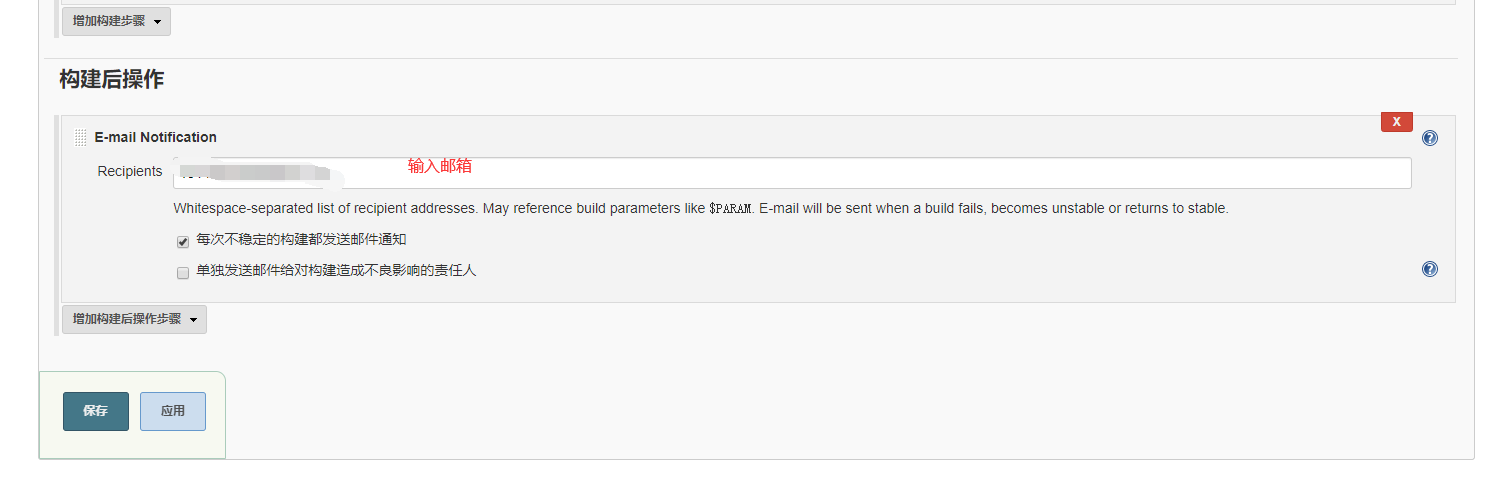 增加构建步骤
构建后操作
X
E-mail Notification
Recipients
输入邮箱
Whitespace-separated list of recipient addresses. May reference build parameters like $PARAM. E-mail will be sent when a build fails, becomes unstable or returns to stable.
每次不稳定的构建都发送邮件通知
单独发送邮件给对构建造成不良影响的责任人
增加构建后操作步骤
保存 应用